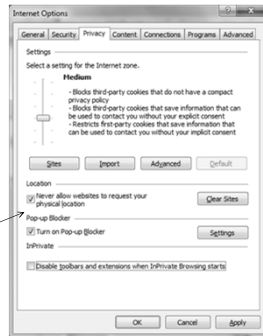 Internet Options
General Security Privacy Content Connections Programs Advanced
Settings
Select a setting for the Internet zone.
Medium
- Blocks third-party cookies that do not have a compact
privacy policy
- Blocks third-party cookies that save information that can
be used to contact you without your explicit consent
- Restricts first-party cookies that save information that
can be used to contact you without your implicit consent
Sites Import Advanced Default
Location
Never allow websites to request your
physical location
Clear Sites
Pop-up Blocker
Turn on Pop-up Blocker
Settings
InPrivate
Disable toolbars and extensions when InPrivate Browsing starts
OK Cancel Apply